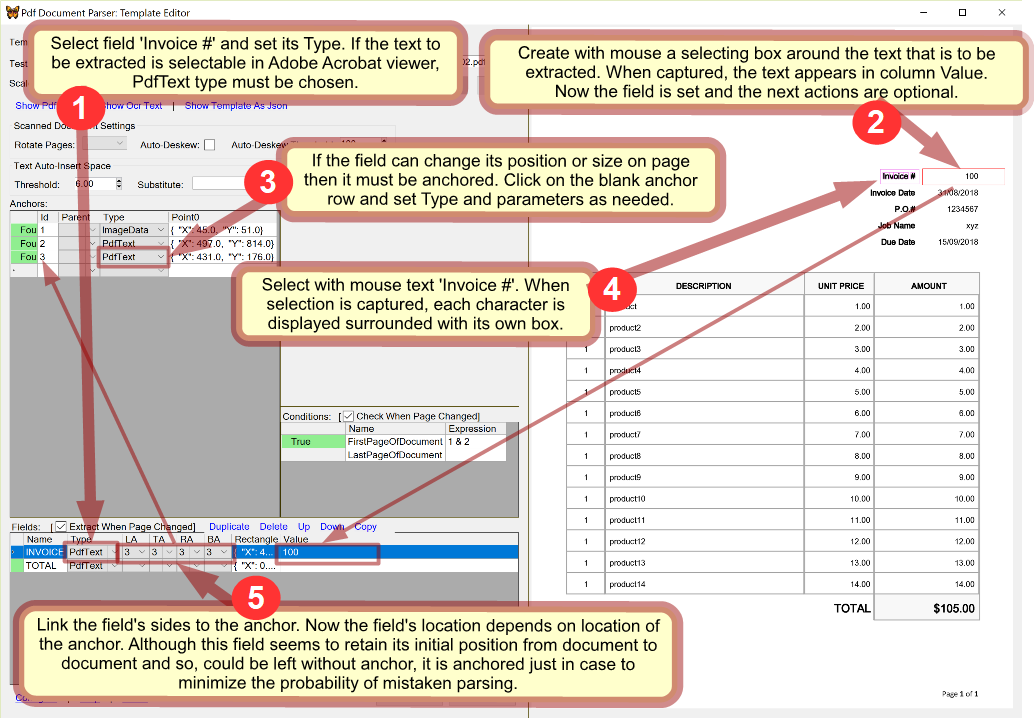 Pdf Document Parser: Template Editor
Select field 'Invoice #' and set its Type. If the text to
be extracted is selectable in Adobe Acrobat viewer,
PdfText type must be chosen.
Create with mouse a selecting box around the text that is to be
extracted. When captured, the text appears in column Value.
Now the field is set and the next actions are optional.
1
2
Show Ocr Text | Show Template As Json
Scanned Document Settings
Rotate Pages: Auto-Deskew:
Text Auto-Insert Space
Threshold: 6.00 Substitute:
3
If the field can change its position or size on page
then it must be anchored. Click on the blank anchor
row and set Type and parameters as needed.
Anchors:
Id Parent Type Point0
Fou 1 ImageData { "X": 45.0, "Y": 51.0}
Fou 2 PdfText { "X": 497.0, "Y": 814.0}
Fou 3 PdfText { "X": 431.0, "Y": 176.0}
Invoice # 100
Invoice Date 31/08/2018
P.O.# 1234567
Job Name xyz
Due Date 15/09/2018
Select with mouse text 'Invoice #'. When
selection is captured, each character is
displayed surrounded with its own box.
4
DESCRIPTION UNIT PRICE AMOUNT
1.00 1.00
product2 2.00 2.00
1 product3 3.00 3.00
1 product4 4.00 4.00
1 product5 5.00 5.00
1 product6 6.00 6.00
1 product7 7.00 7.00
1 product8 8.00 8.00
1 product9 9.00 9.00
1 product10 10.00 10.00
1 product11 11.00 11.00
1 product12 12.00 12.00
1 product13 13.00 13.00
1 product14 14.00 14.00
TOTAL $105.00
Page 1 of 1
Conditions: [ Check When Page Changed]
Name Expression
True FirstPageOfDocument 1 & 2
LastPageOfDocument
Fields: [ Extract When Page Changed] Duplicate Delete Up Down Copy
Name Type LA TA RA BA Rectangle Value
INVOICE PdfText 3 3 3 3 { "X": 4... 100
TOTAL PdfText { "X": 0....
5
Link the field's sides to the anchor. Now the field's location depends on location of
the anchor. Although this field seems to retain its initial position from document to
document and so, could be left without anchor, it is anchored just in case to
minimize the probability of mistaken parsing.